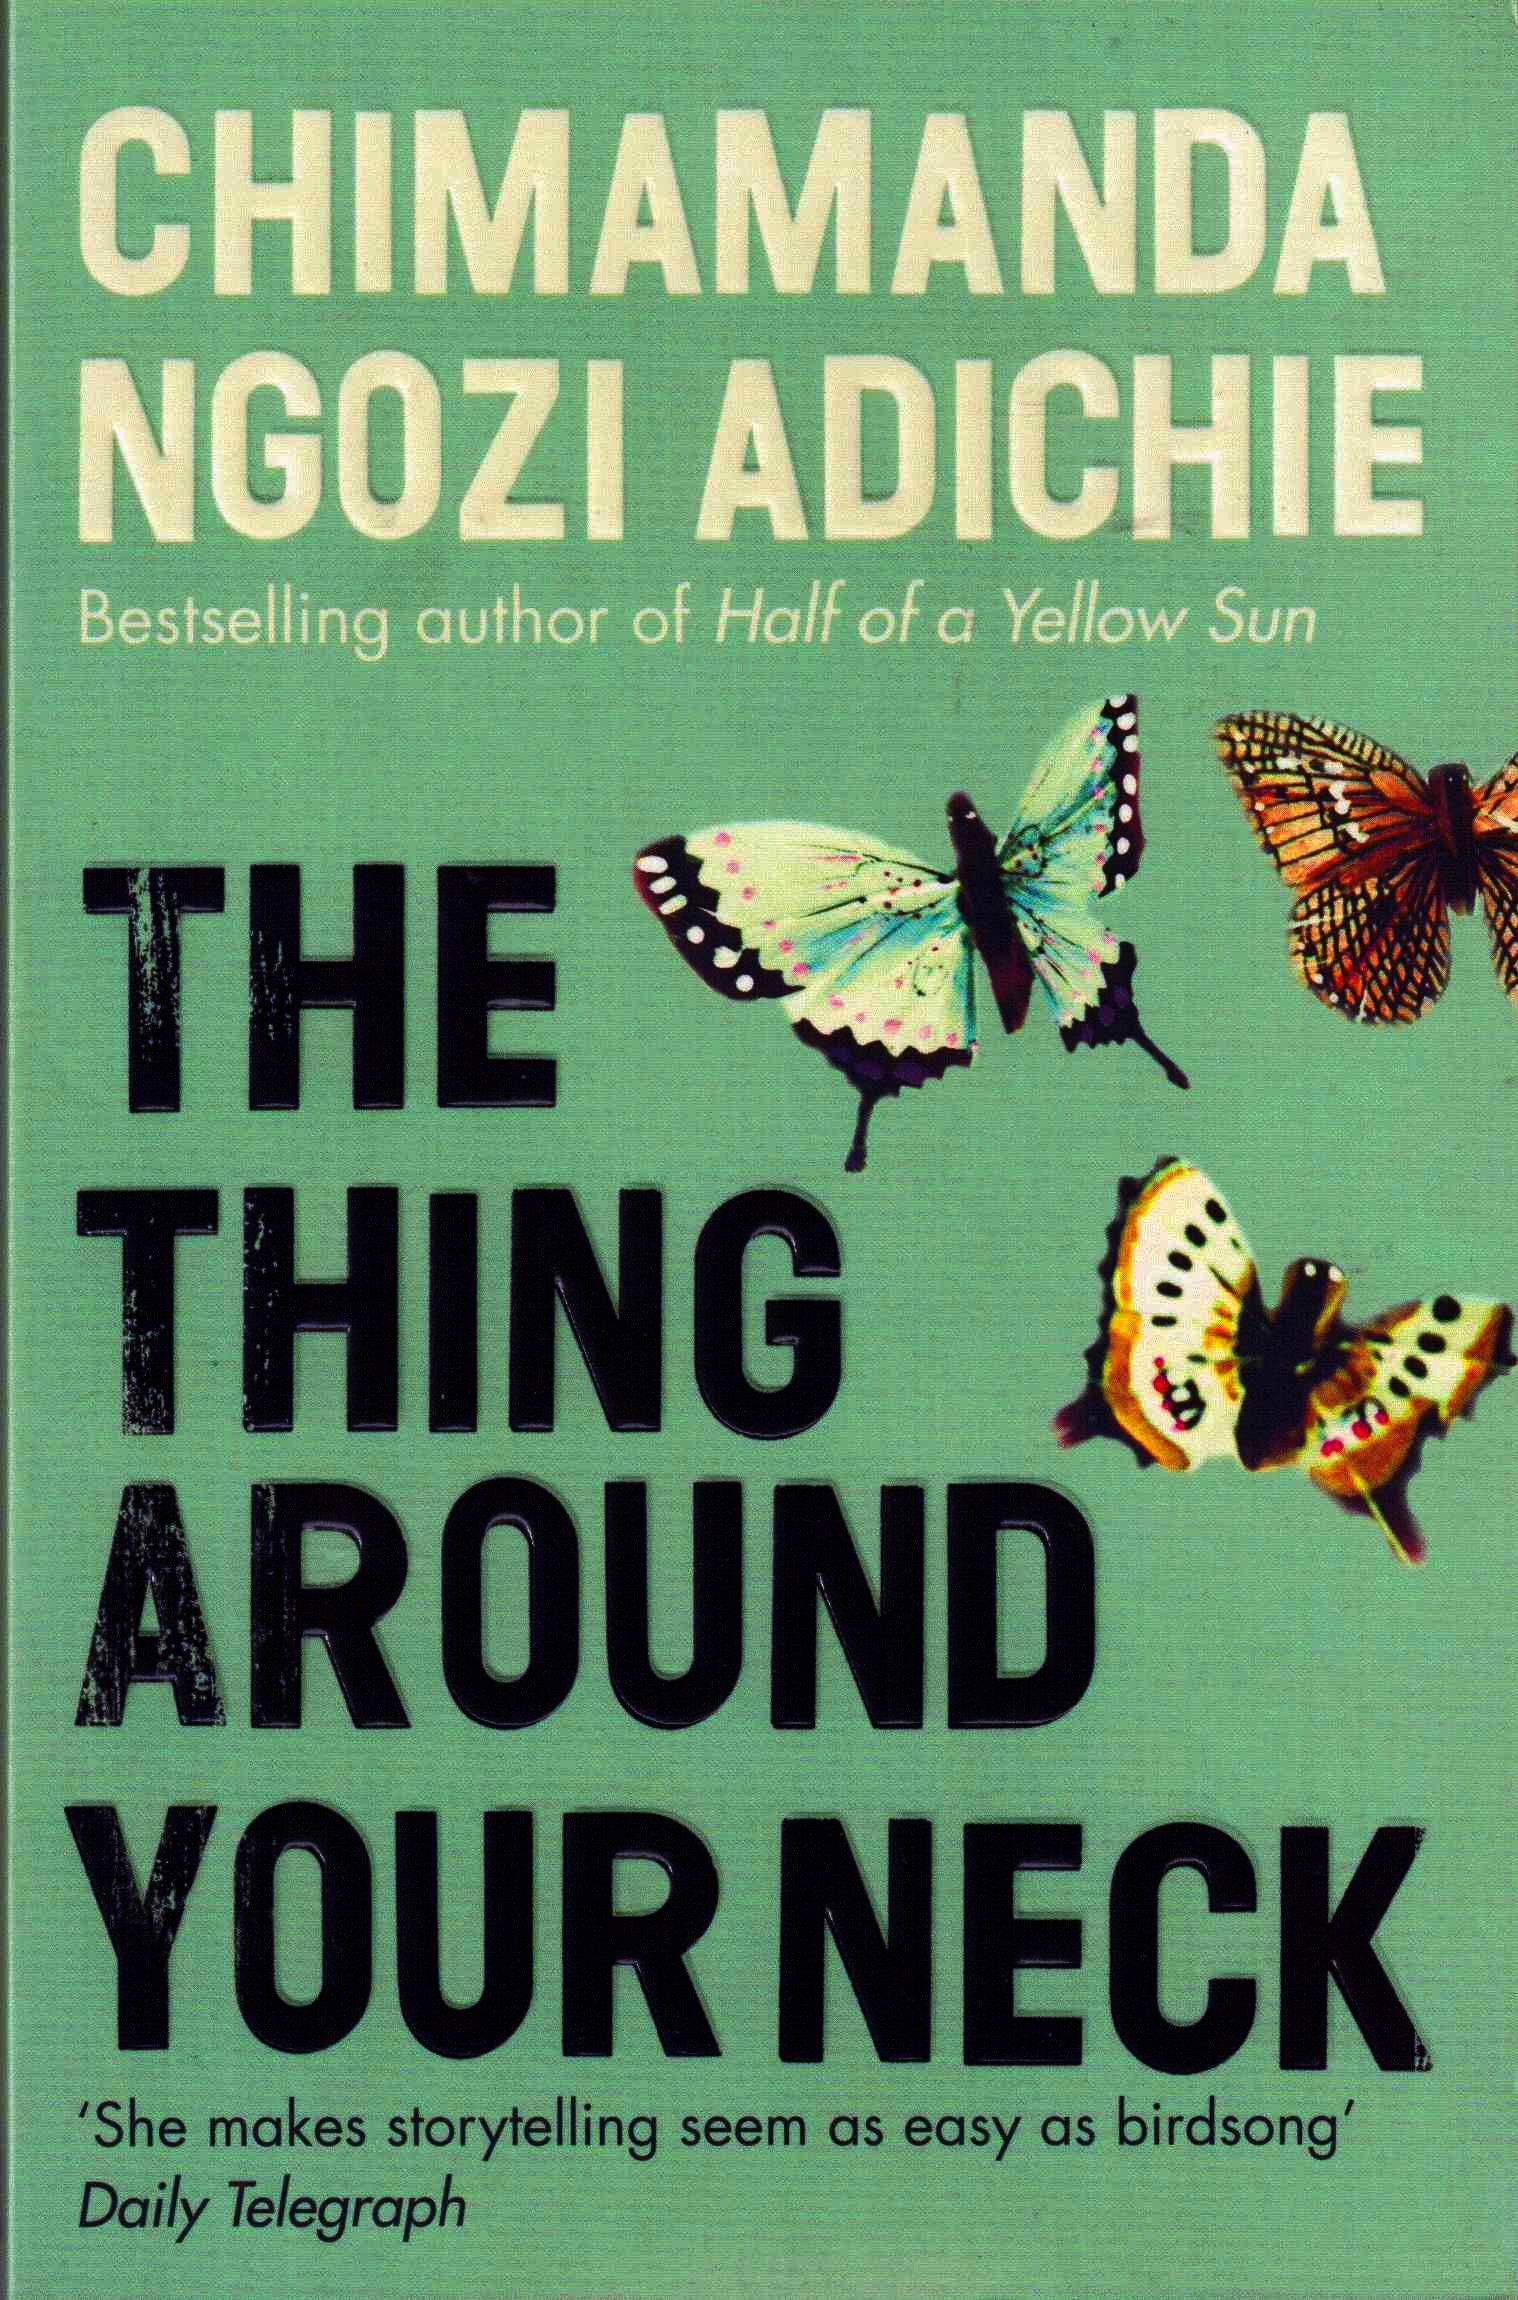 CHIMAMANDA
NGOZI ADICHIE
Bestselling author of Half of a Yellow Sun
THE
THING
AROUND
YOUR NECK
‘She makes storytelling seem as easy as birdsong’
Daily Telegraph